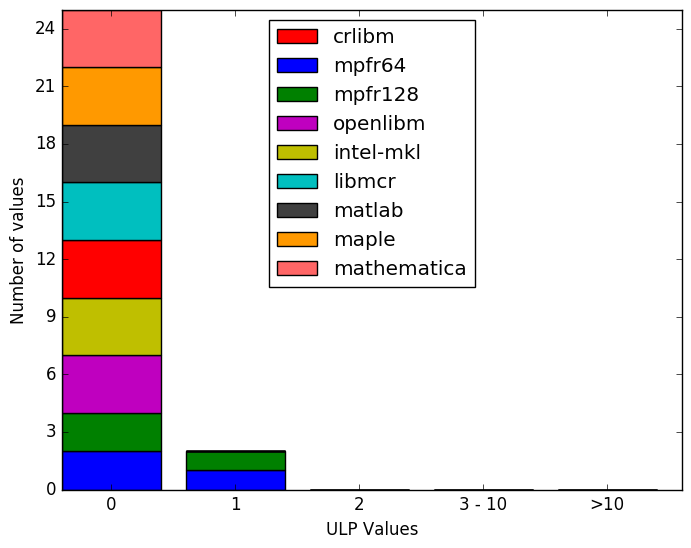 24
21
18
15
12
9
6
3
0
Number of values
crlibm
mpfr64
mpfr128
openlibm
intel-mkl
libmcr
matlab
maple
mathematica
0 1 2 3 - 10 >10
ULP Values